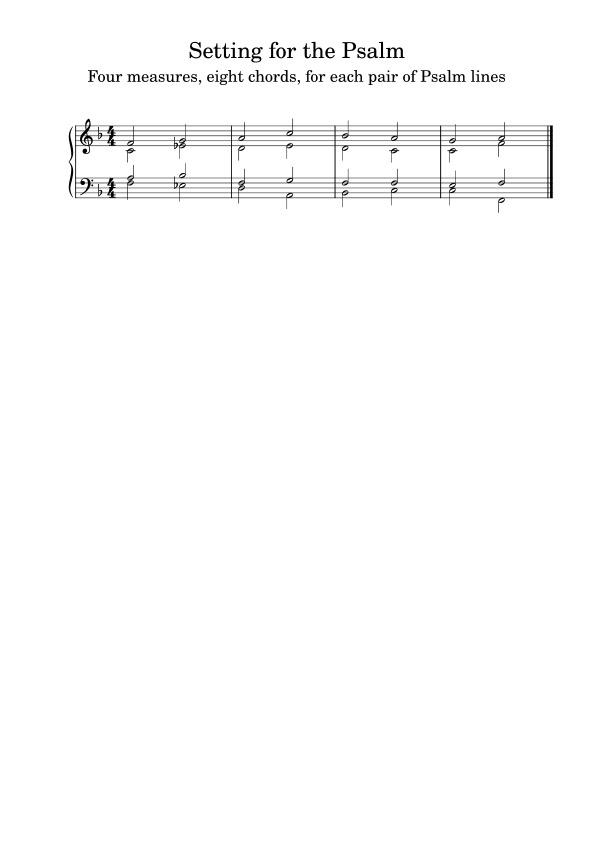 Setting for the Psalm
Four measures, eight chords, for each pair of Psalm lines